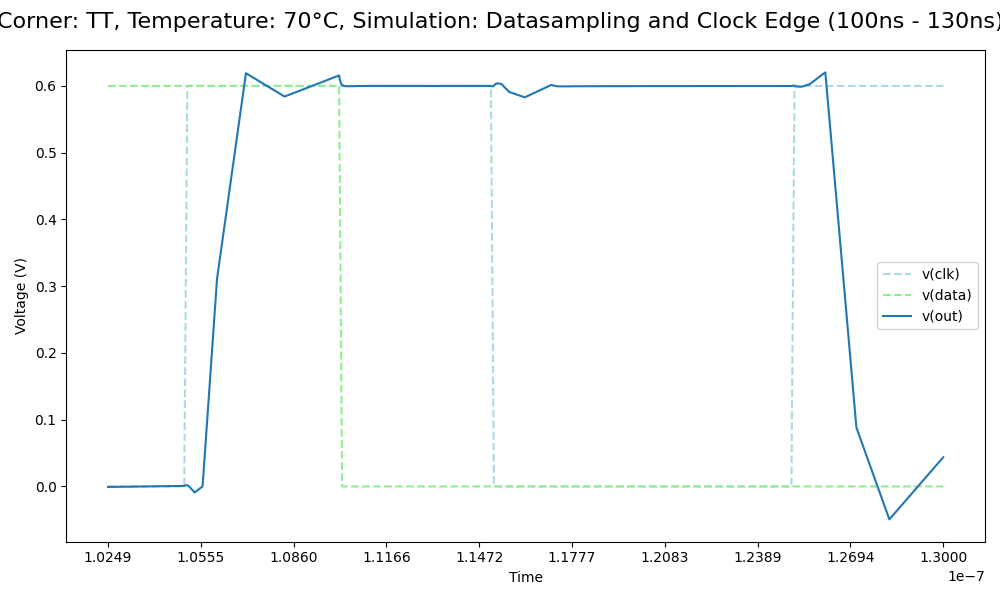 Corner: TT, Temperature: 70°C, Simulation: Datasampling and Clock Edge (100ns - 130ns)
0.6
0.5
0.4
0.3
0.2
0.1
0.0
Voltage (V)
v(clk)
v(data)
v(out)
1.0249 1.0555 1.0860 1.1166 1.1472 1.1777 1.2083 1.2389 1.2694 1.3000
1e−7
Time